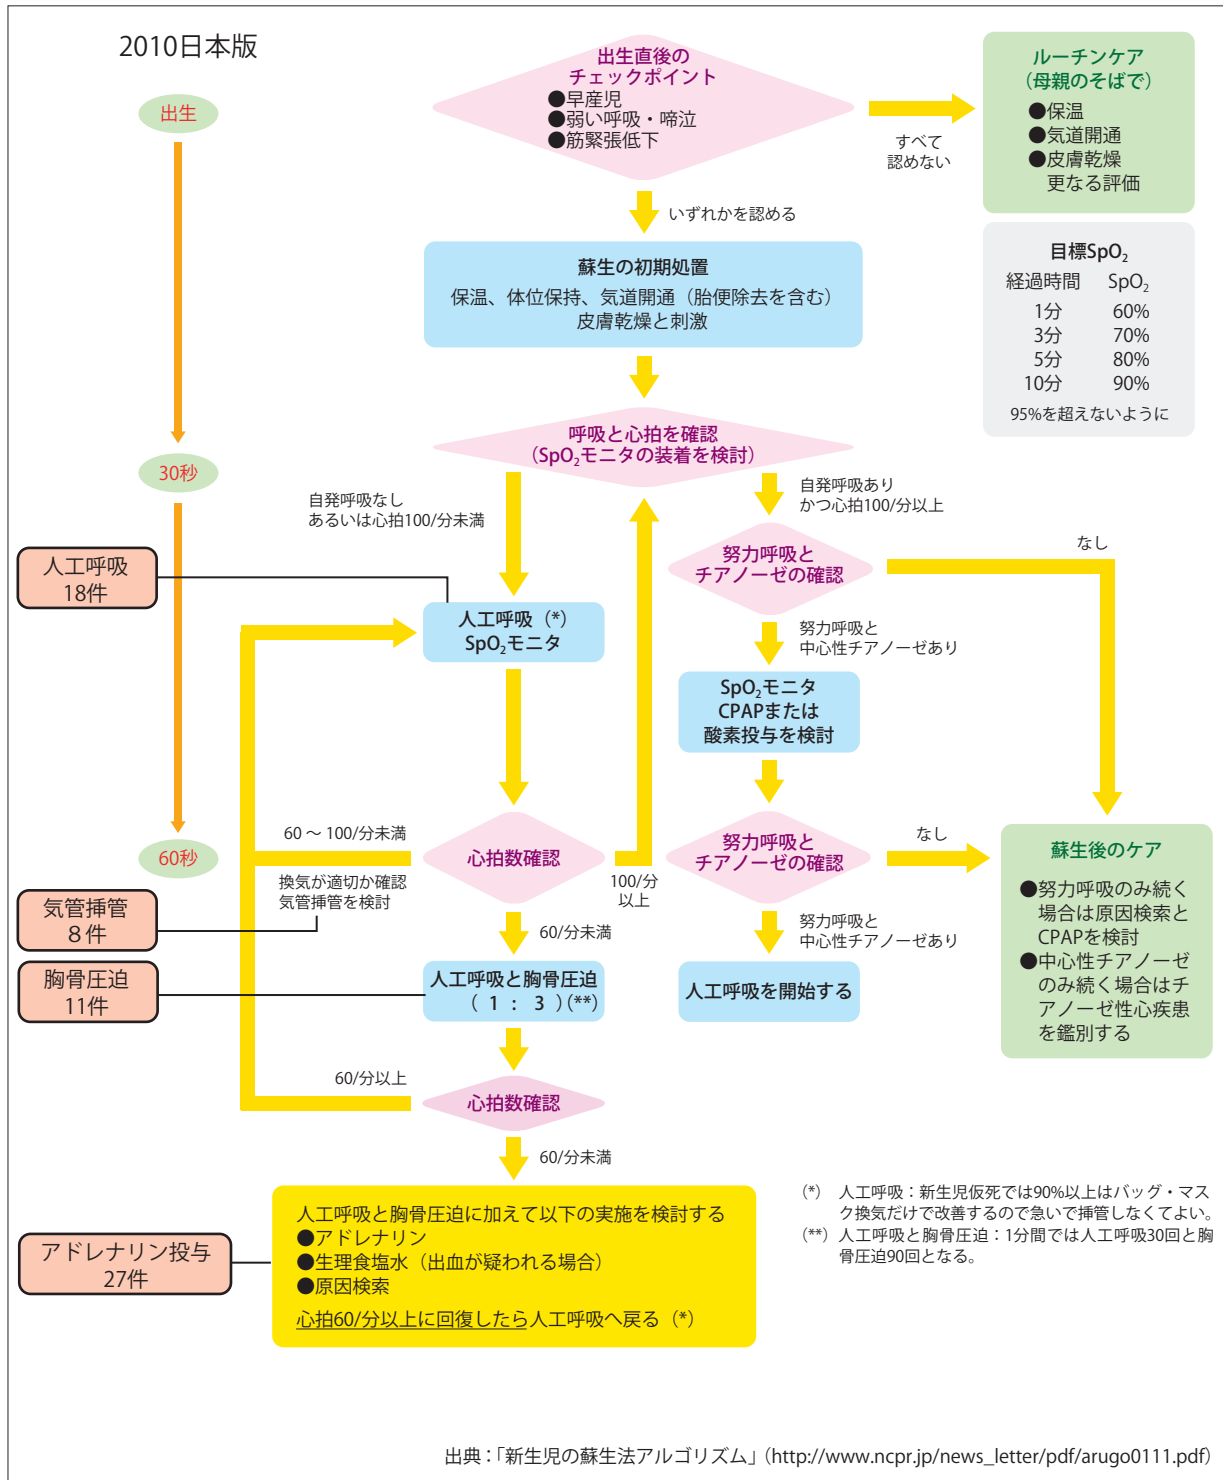 2010日本版
出生
30秒
60秒
出生直後の
チェックポイント
●早産児
●弱い呼吸・啼泣
●筋緊張低下
すべて
認めない
ルーチンケア
（母親のそばで）
●保温
●気道開通
●皮膚乾燥
更なる評価
いずれかを認める
蘇生の初期処置
保温、体位保持、気道開通（胎便除去を含む）
皮膚乾燥と刺激
目標SpO₂
経過時間 SpO₂
1分 60%
3分 70%
5分 80%
10分 90%
95%を超えないように
呼吸と心拍を確認
（SpO₂モニタの装着を検討）
自発呼吸なし
あるいは心拍100/分未満
自発呼吸あり
かつ心拍100/分以上
人工呼吸
18件
人工呼吸（*）
SpO₂モニタ
努力呼吸と
チアノーゼの確認
なし
努力呼吸と
中心性チアノーゼあり
SpO₂モニタ
CPAPまたは
酸素投与を検討
60～100/分未満
心拍数確認
換気が適切か確認
気管挿管を検討
100/分
以上
努力呼吸と
チアノーゼの確認
なし
努力呼吸と
中心性チアノーゼあり
人工呼吸を開始する
蘇生後のケア
●努力呼吸のみ続く
場合は原因検索と
CPAPを検討
●中心性チアノーゼ
のみ続く場合はチ
アノーゼ性心疾患
を鑑別する
気管挿管
８件
60/分未満
胸骨圧迫
11件
人工呼吸と胸骨圧迫
（ 1 : 3 ）（**）
60/分以上
心拍数確認
60/分未満
アドレナリン投与
27件
人工呼吸と胸骨圧迫に加えて以下の実施を検討する
●アドレナリン
●生理食塩水（出血が疑われる場合）
●原因検索
心拍60/分以上に回復したら人工呼吸へ戻る（*）
（*） 人工呼吸：新生児仮死では90%以上はバッグ・マス
ク換気だけで改善するので急いで挿管しなくてよい。
（**） 人工呼吸と胸骨圧迫：1分間では人工呼吸30回と胸
骨圧迫90回となる。
出典：「新生児の蘇生法アルゴリズム」（http://www.ncpr.jp/news_letter/pdf/arugo0111.pdf）